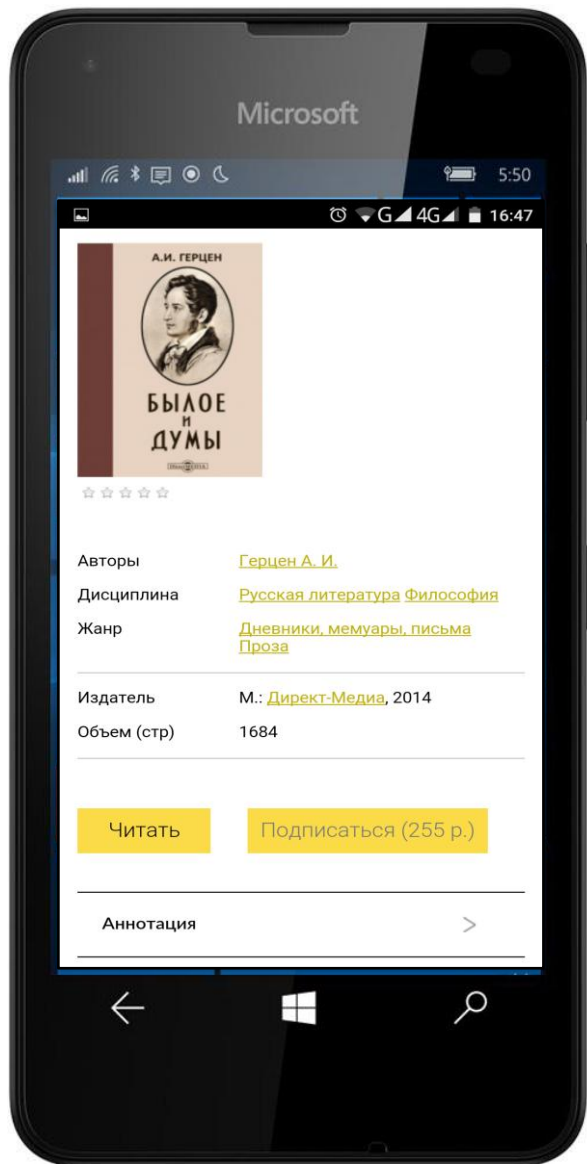 Microsoft
5:50
G 4G 16:47
А.И. ГЕРЦЕН
БЫЛОЕ
И
ДУМЫ
Авторы Герцен А. И.
Дисциплина Русская литература Философия
Жанр Дневники, мемуары, письма
Проза
Издатель М.: Директ-Медиа, 2014
Объем (стр) 1684
Читать Подписаться (255 р.)
Аннотация >